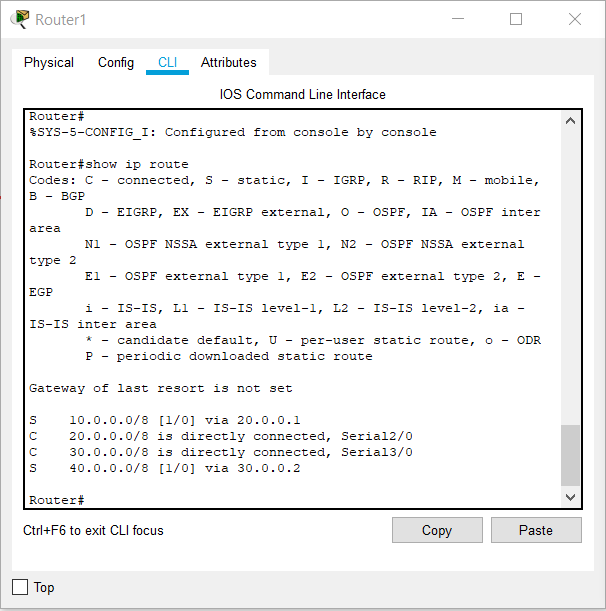 Router1
Physical Config CLI Attributes
IOS Command Line Interface
Router#
%SYS-5-CONFIG_I: Configured from console by console
Router#show ip route
Codes: C - connected, S - static, I - IGRP, R - RIP, M - mobile,
B - BGP
D - EIGRP, EX - EIGRP external, O - OSPF, IA - OSPF inter
area
N1 - OSPF NSSA external type 1, N2 - OSPF NSSA external
type 2
E1 - OSPF external type 1, E2 - OSPF external type 2, E -
EGP
i - IS-IS, L1 - IS-IS level-1, L2 - IS-IS level-2, ia -
IS-IS inter area
* - candidate default, U - per-user static route, o - ODR
P - periodic downloaded static route
Gateway of last resort is not set
S 10.0.0.0/8 [1/0] via 20.0.0.1
C 20.0.0.0/8 is directly connected, Serial2/0
C 30.0.0.0/8 is directly connected, Serial3/0
S 40.0.0.0/8 [1/0] via 30.0.0.2
Router#
Ctrl+F6 to exit CLI focus Copy Paste
Top